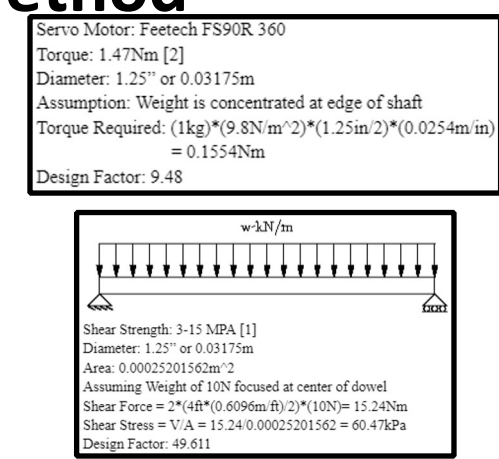 Servo Motor: Feetech FS90R 360
Torque: 1.47Nm [2]
Diameter: 1.25” or 0.03175m
Assumption: Weight is concentrated at edge of shaft
Torque Required: (1kg)*(9.8N/m^2)*(1.25in/2)*(0.0254m/in)
= 0.1554Nm
Design Factor: 9.48
w-kN/m
Shear Strength: 3-15 MPA [1]
Diameter: 1.25” or 0.03175m
Area: 0.00025201562m^2
Assuming Weight of 10N focused at center of dowel
Shear Force = 2*(4ft*(0.6096m/ft)/2)*(10N)= 15.24Nm
Shear Stress = V/A = 15.24/0.00025201562 = 60.47kPa
Design Factor: 49.611